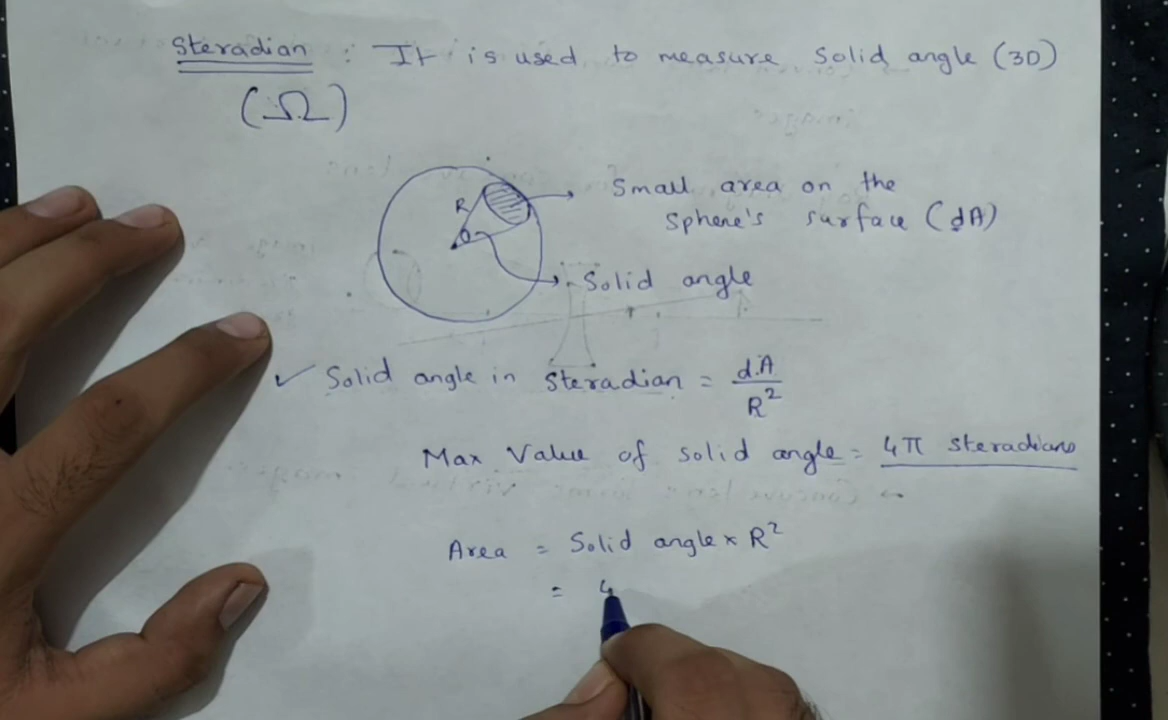 Steradian : It is used to measure Solid angle (3D)
(Ω)
R
Small area on the
Sphere's surface (dA)
Solid angle
✓ Solid angle in Steradian = d.A / R²
Max Value of solid angle = 4π steradians
Area = Solid angle × R²
= 4